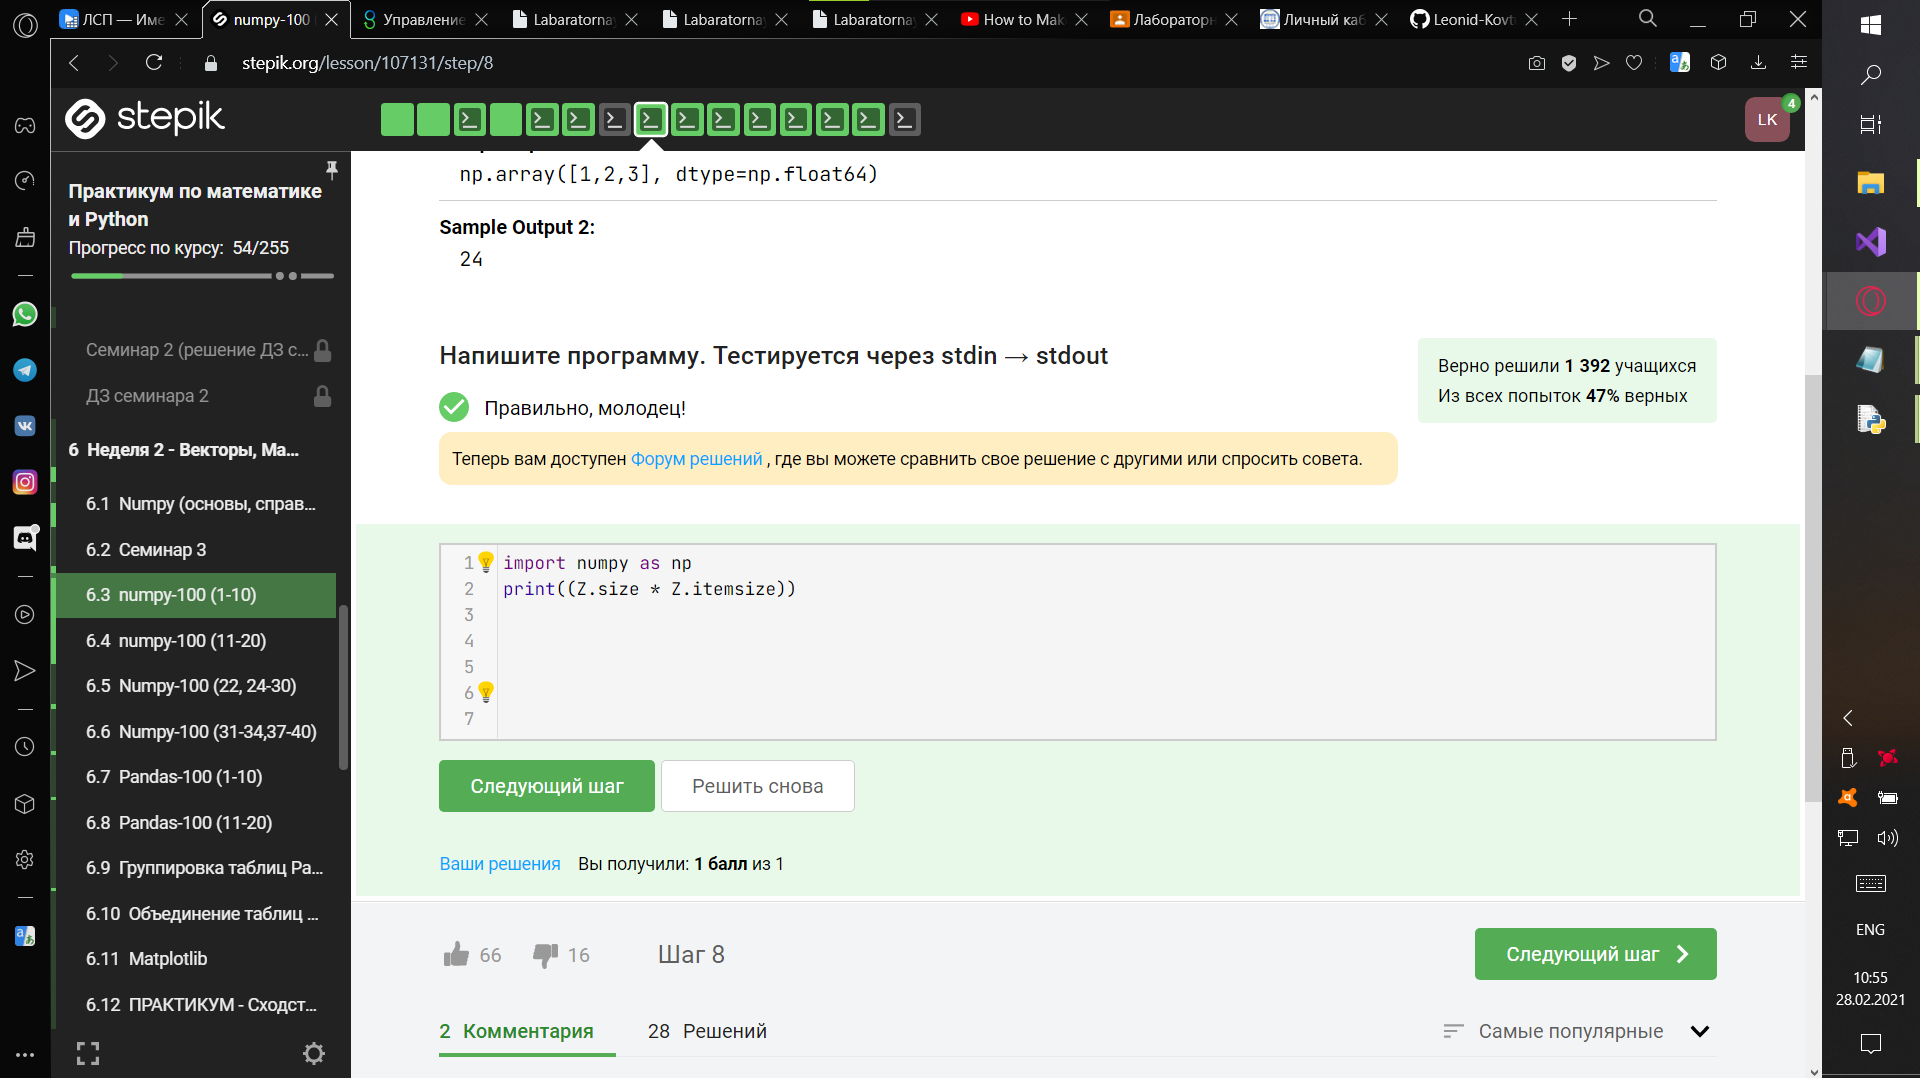 ЛСП — Име
numpy-100
Управление
Labaratorna
Labaratorna
Labaratorna
How to Mak
Лабораторн
Личный каб
Leonid-Kovt
stepik.org/lesson/107131/step/8
stepik
4
LK
Практикум по математике
и Python
Прогресс по курсу: 54/255
Семинар 2 (решение ДЗ с...
ДЗ семинара 2
6 Неделя 2 - Векторы, Ма...
6.1 Numpy (основы, справ...
6.2 Семинар 3
6.3 numpy-100 (1-10)
6.4 numpy-100 (11-20)
6.5 Numpy-100 (22, 24-30)
6.6 Numpy-100 (31-34,37-40)
6.7 Pandas-100 (1-10)
6.8 Pandas-100 (11-20)
6.9 Группировка таблиц Pa...
6.10 Объединение таблиц ...
6.11 Matplotlib
6.12 ПРАКТИКУМ - Сходст...
np.array([1,2,3], dtype=np.float64)
Sample Output 2:
24
Напишите программу. Тестируется через stdin → stdout
Верно решили 1 392 учащихся
Из всех попыток 47% верных
Правильно, молодец!
Теперь вам доступен Форум решений , где вы можете сравнить свое решение с другими или спросить совета.
1 import numpy as np
2 print((Z.size * Z.itemsize))
3
4
5
6
7
Следующий шаг
Решить снова
Ваши решения Вы получили: 1 балл из 1
66
16
Шаг 8
Следующий шаг
2 Комментария
28 Решений
Самые популярные
ENG
10:55
28.02.2021